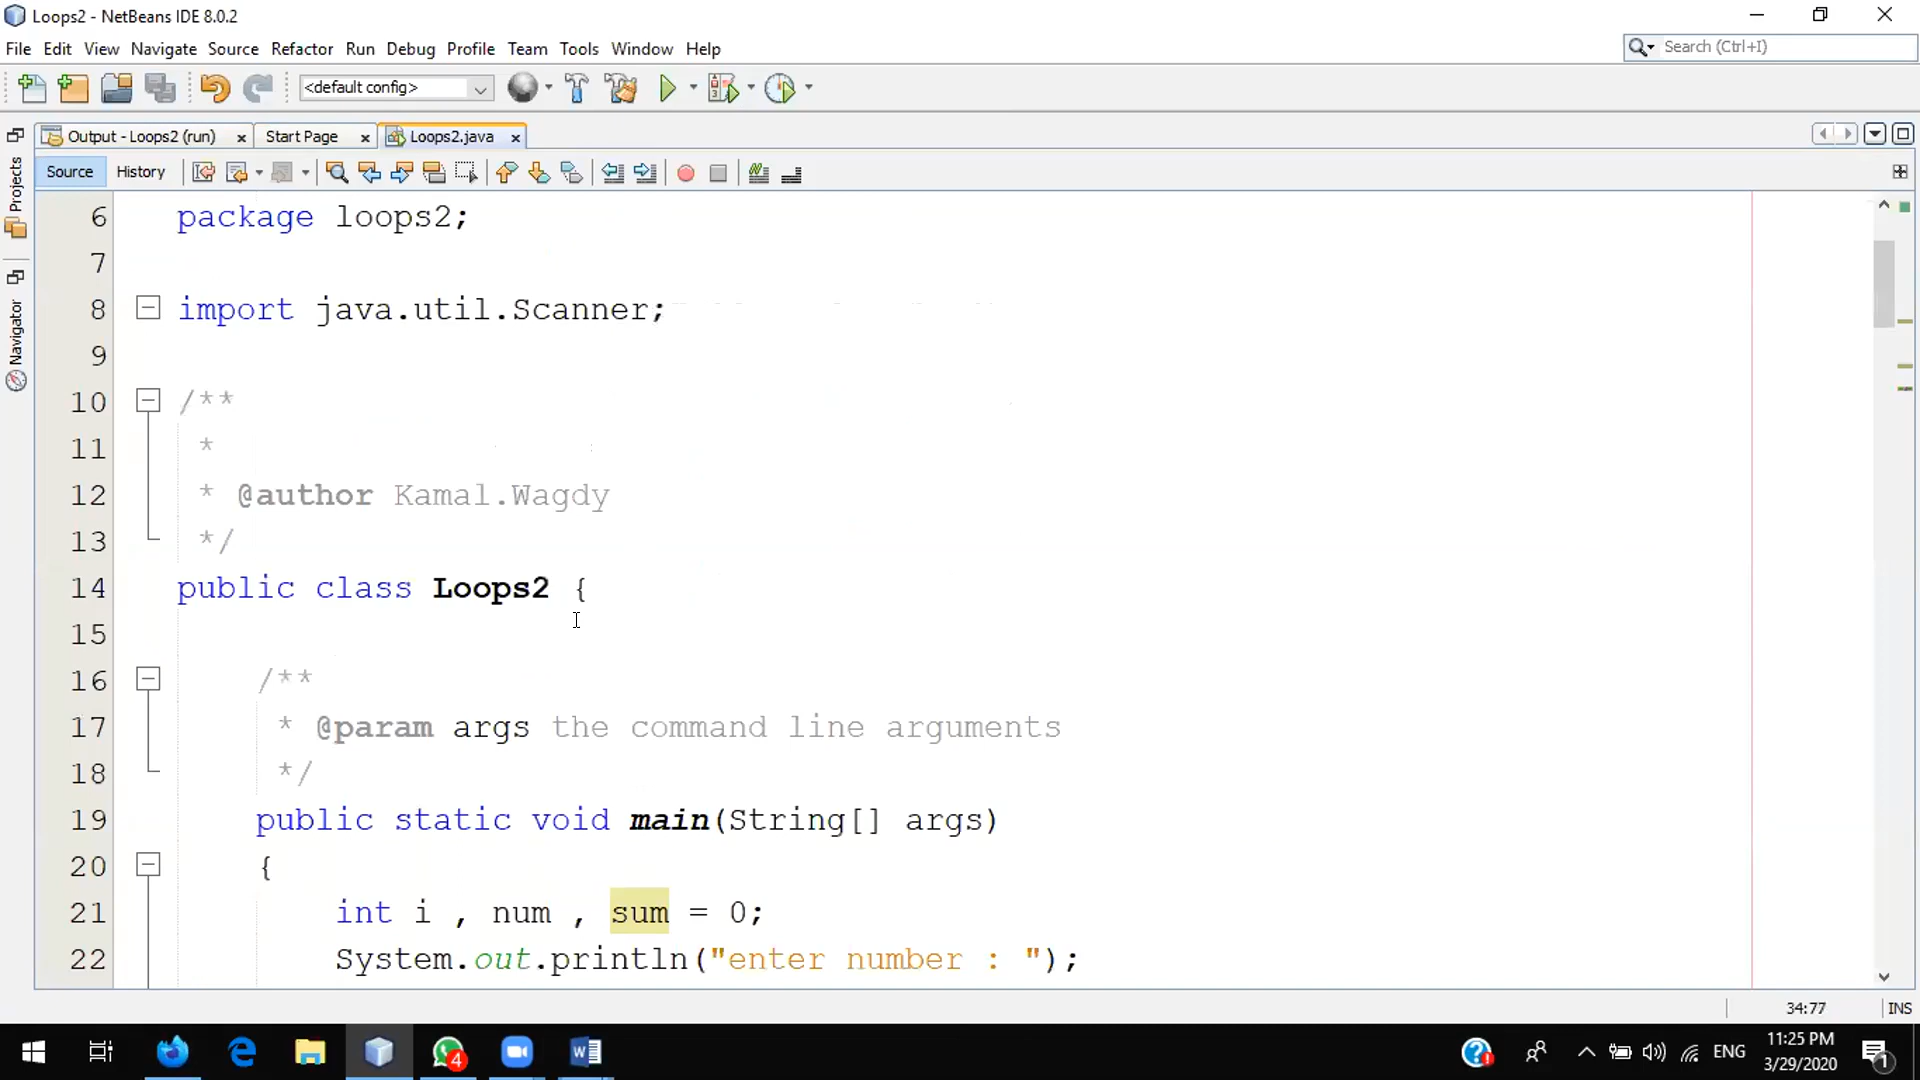 Loops2 - NetBeans IDE 8.0.2
File Edit View Navigate Source Refactor Run Debug Profile Team Tools Window Help
Search (Ctrl+I)
<default config>
Output - Loops2 (run) Start Page Loops2.java
Source History
Projects
Navigator
6 package loops2;
7
8 import java.util.Scanner;
9
10 /**
11 *
12 * @author Kamal.Wagdy
13 */
14 public class Loops2 {
15
16 /**
17 * @param args the command line arguments
18 */
19 public static void main(String[] args)
20 {
21 int i , num , sum = 0;
22 System.out.println("enter number : ");
34:77 INS
4
ENG
11:25 PM
3/29/2020
1